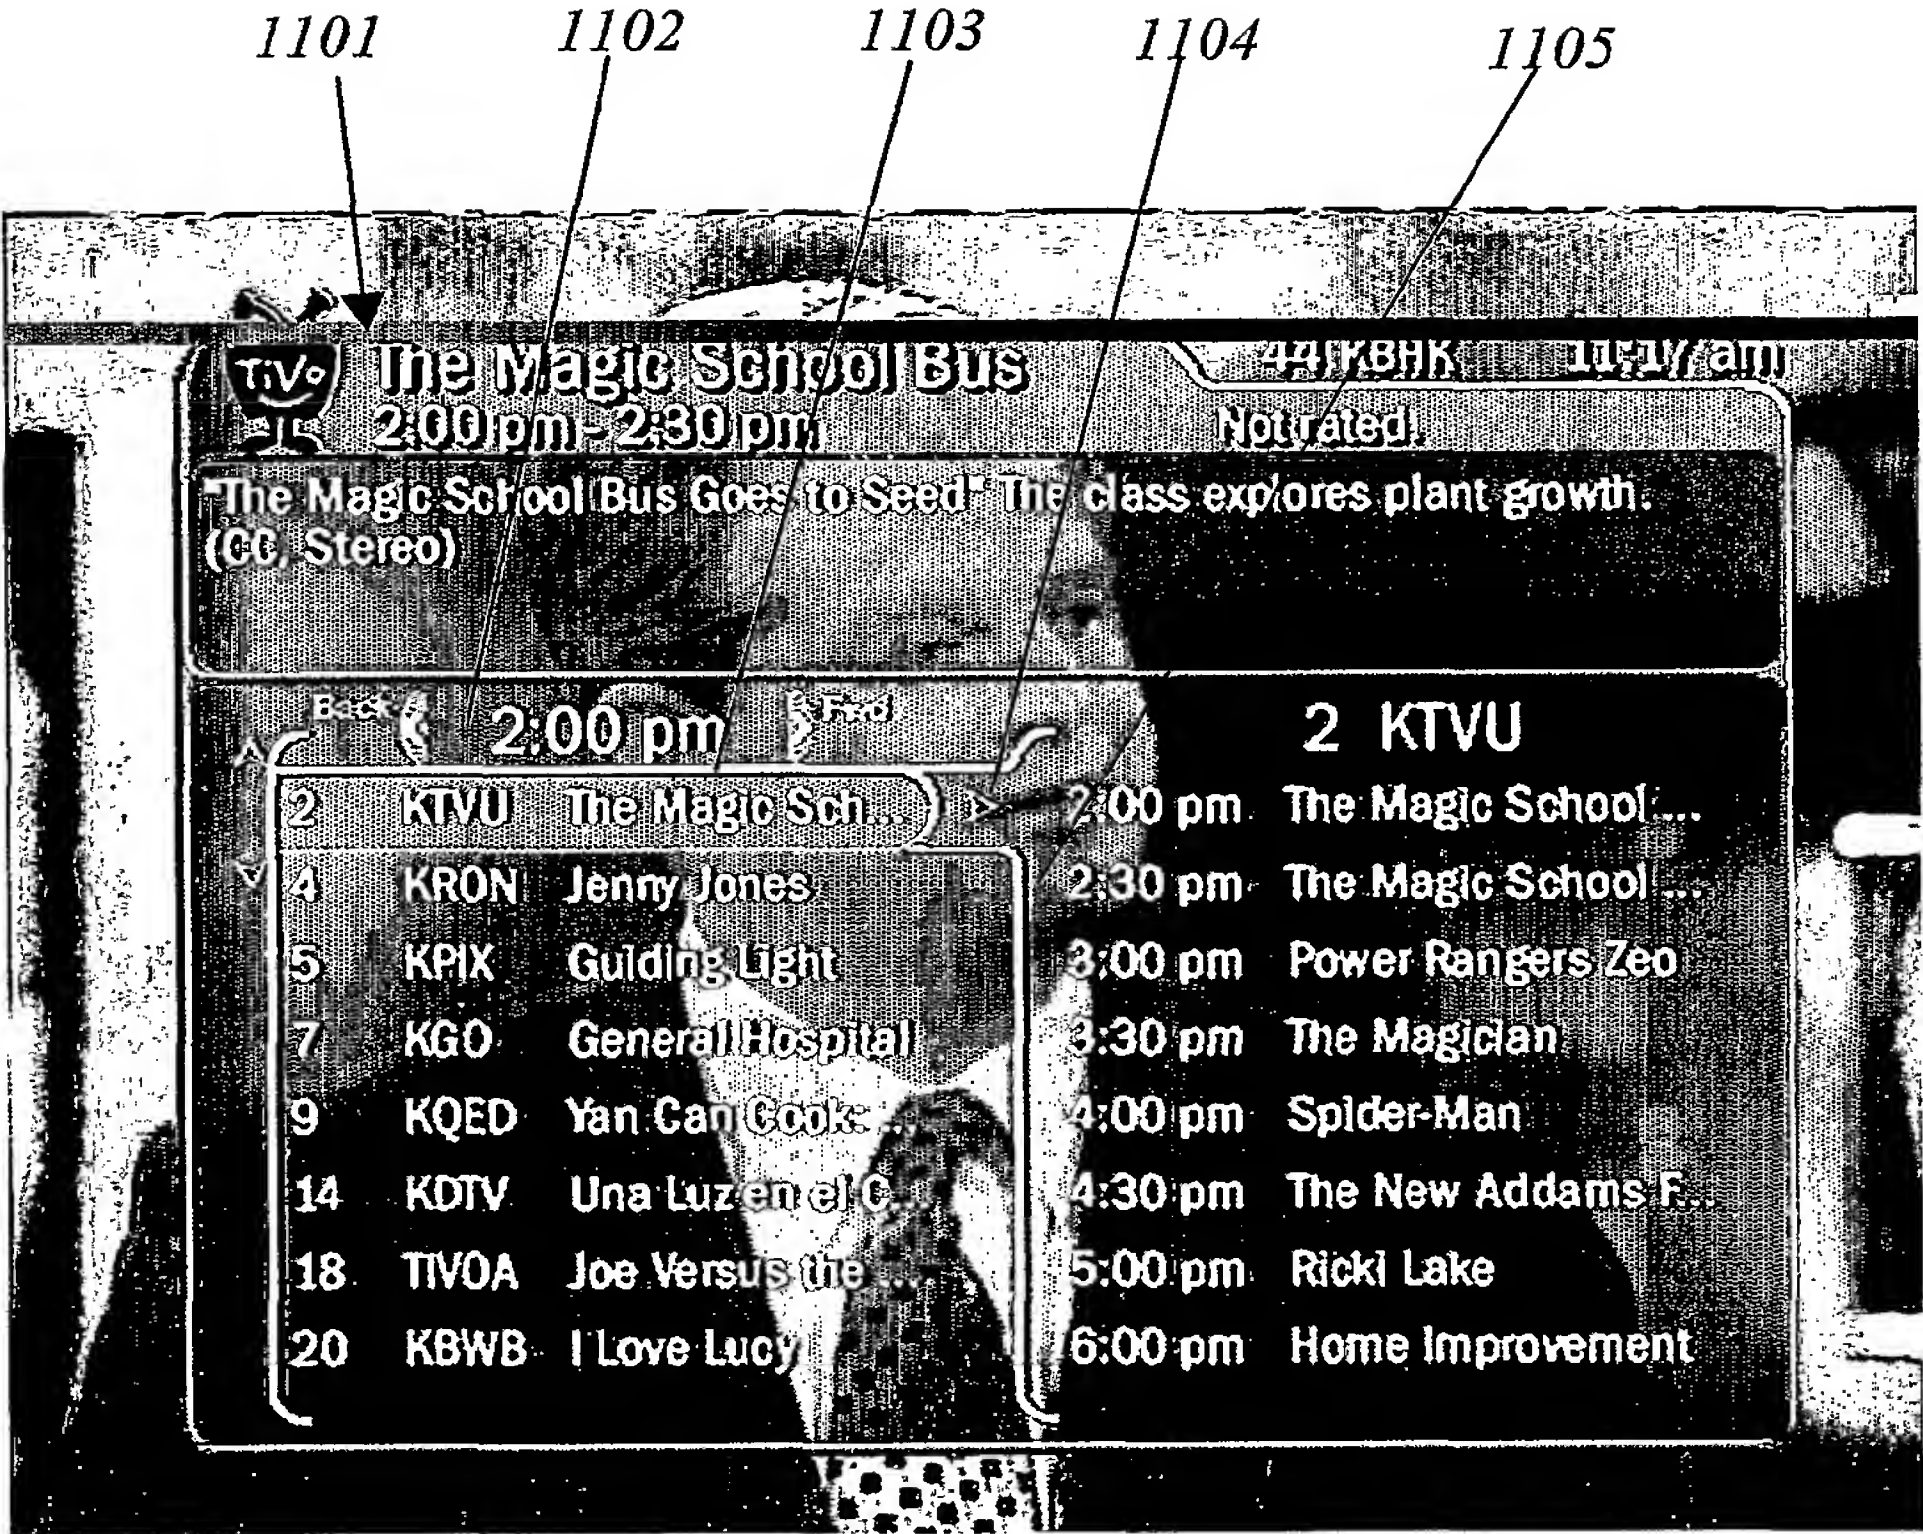 1101 1102 1103 1104 1105
TiVo The Magic School Bus 44 KBHK 11:17 am
2:00 pm - 2:30 pm Not rated.
"The Magic School Bus Goes to Seed" The class explores plant growth.
(CC, Stereo)
Back 2:00 pm Fwd 2 KTVU
2 KTVU The Magic Sch... 2:00 pm The Magic School ...
4 KRON Jenny Jones 2:30 pm The Magic School ...
5 KPIX Guiding Light 3:00 pm Power Rangers Zeo
7 KGO General Hospital 3:30 pm The Magician
9 KQED Yan Can Cook: ... 4:00 pm Spider-Man
14 KDTV Una Luz en el C... 4:30 pm The New Addams F...
18 TIVOA Joe Versus the ... 5:00 pm Ricki Lake
20 KBWB I Love Lucy 6:00 pm Home Improvement